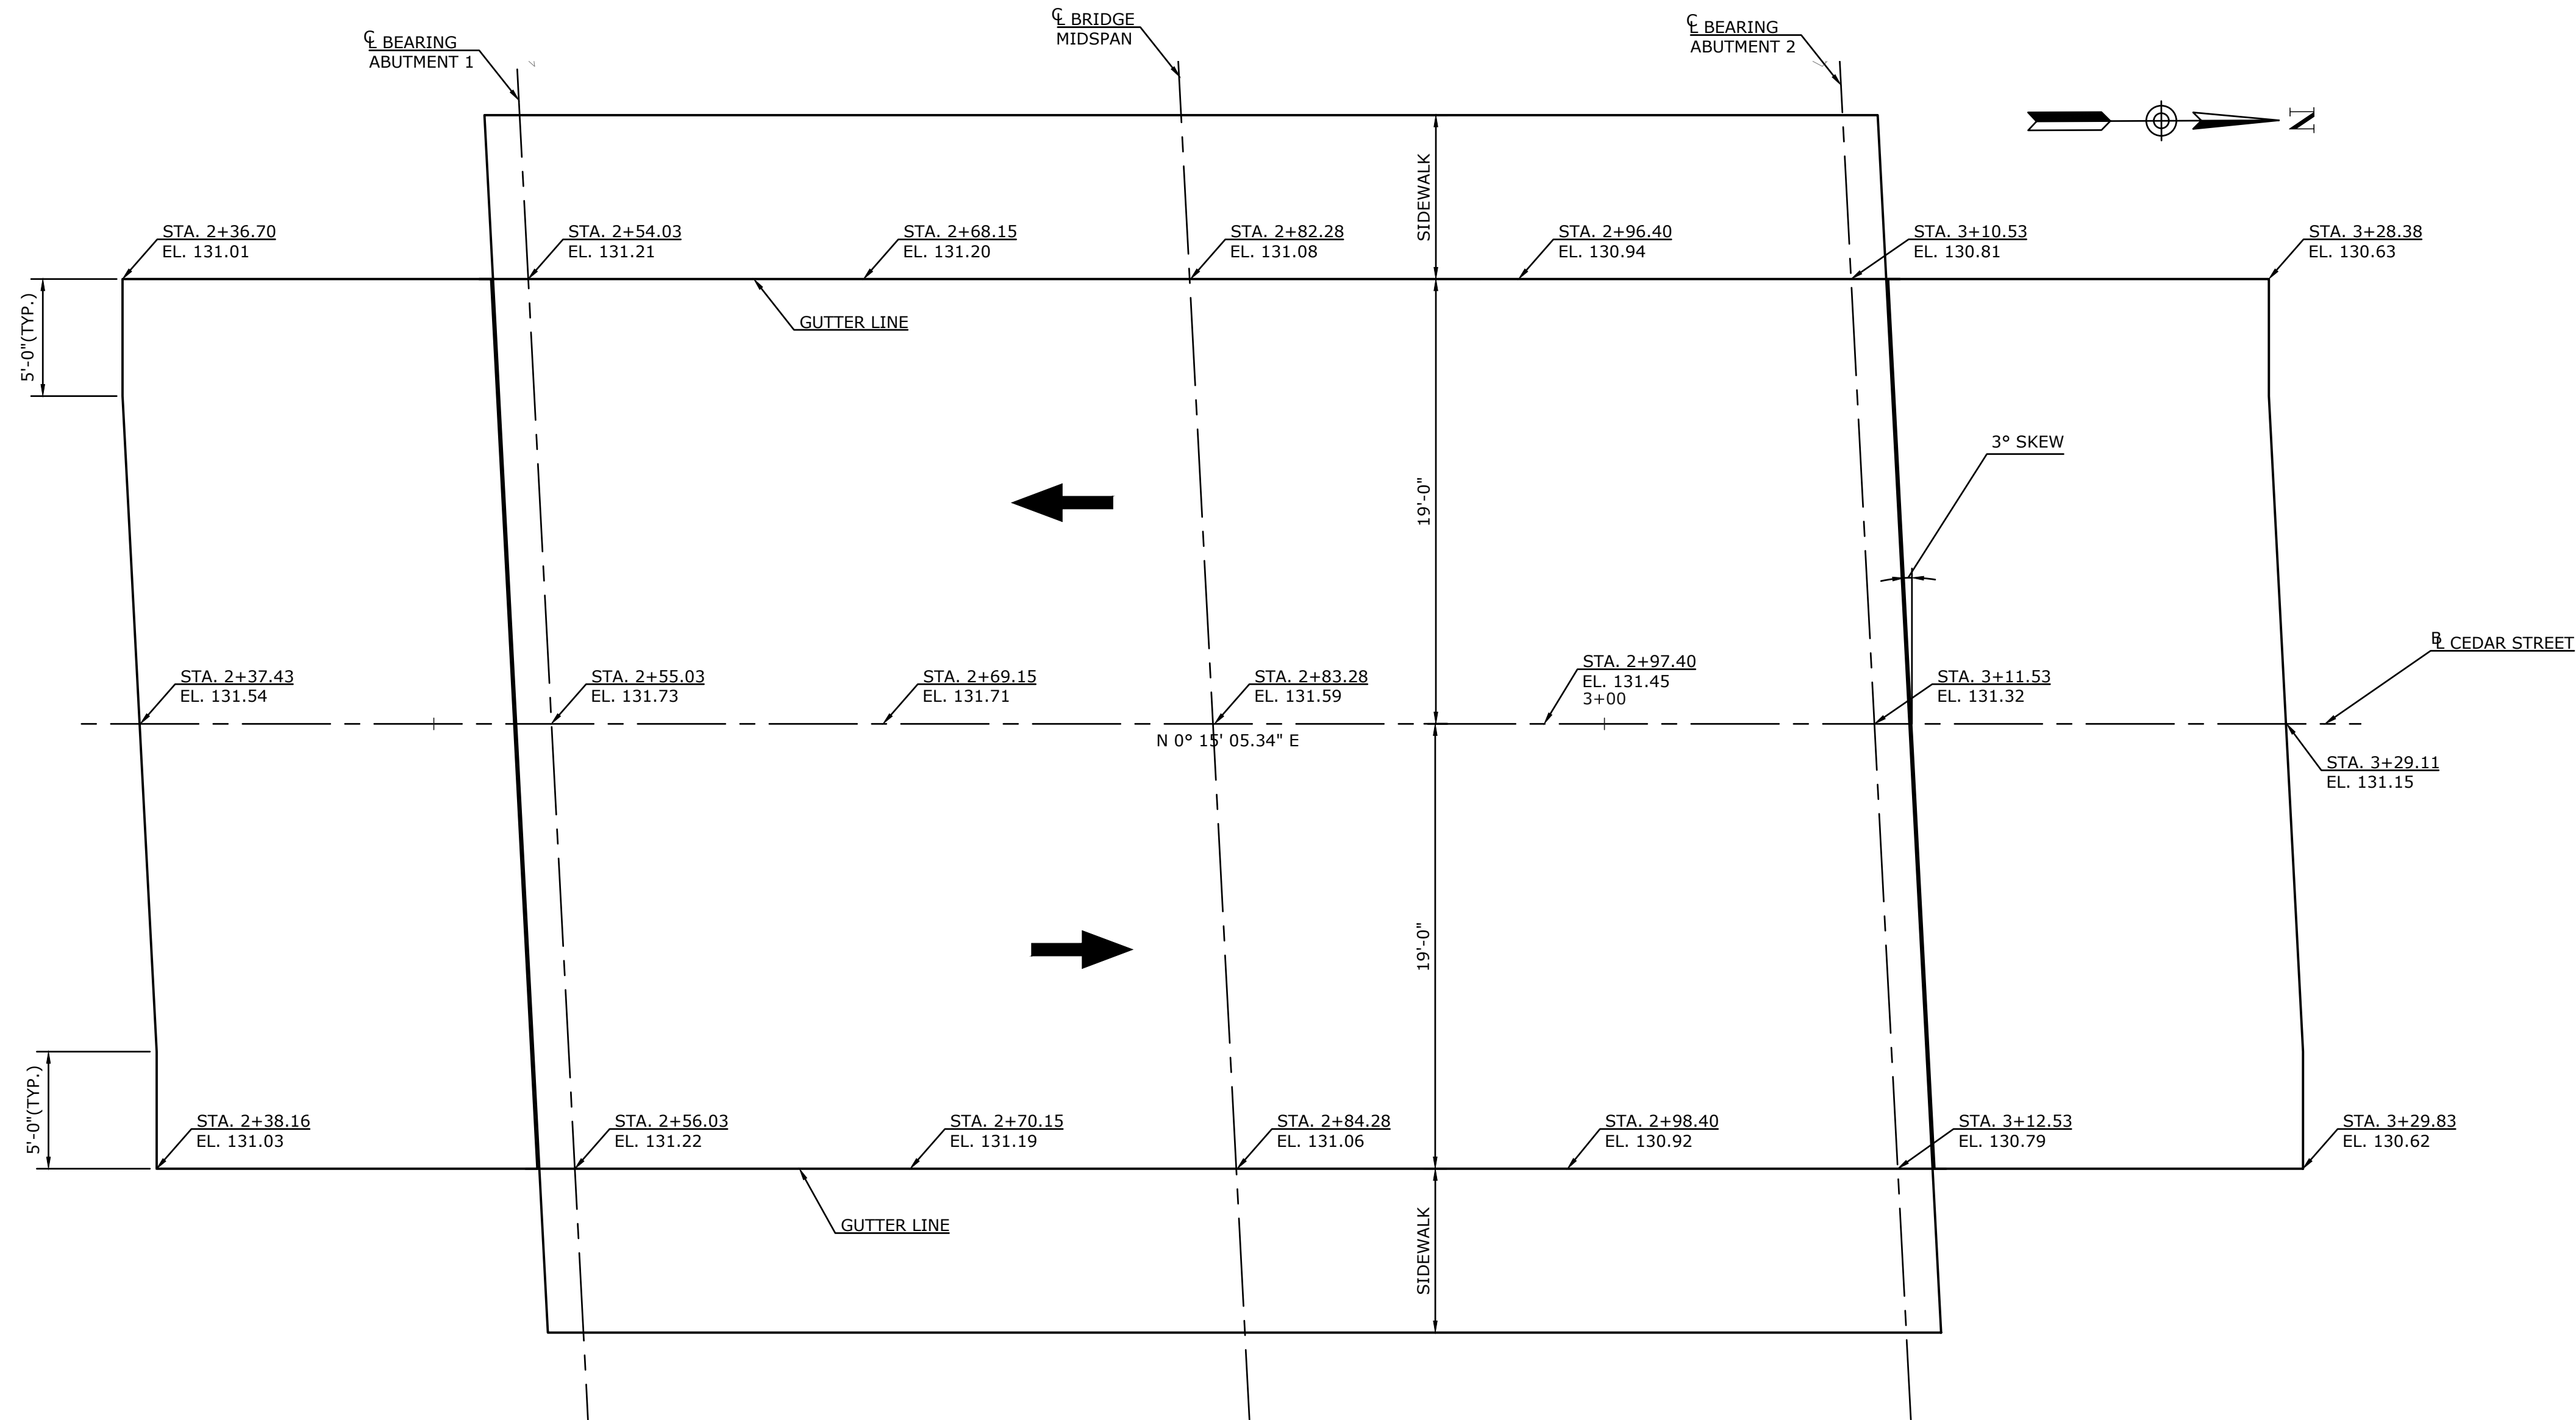 ℄ BRIDGE
MIDSPAN
℄ BEARING
ABUTMENT 1
℄ BEARING
ABUTMENT 2
N
SIDEWALK
STA. 2+36.70
EL. 131.01
STA. 2+54.03
EL. 131.21
STA. 2+68.15
EL. 131.20
STA. 2+82.28
EL. 131.08
STA. 2+96.40
EL. 130.94
STA. 3+10.53
EL. 130.81
STA. 3+28.38
EL. 130.63
5'-0"(TYP.)
GUTTER LINE
3° SKEW
19'-0"
BL CEDAR STREET
STA. 2+37.43
EL. 131.54
STA. 2+55.03
EL. 131.73
STA. 2+69.15
EL. 131.71
STA. 2+83.28
EL. 131.59
STA. 2+97.40
EL. 131.45
3+00
STA. 3+11.53
EL. 131.32
N 0° 15' 05.34" E
STA. 3+29.11
EL. 131.15
19'-0"
5'-0"(TYP.)
STA. 2+38.16
EL. 131.03
STA. 2+56.03
EL. 131.22
STA. 2+70.15
EL. 131.19
STA. 2+84.28
EL. 131.06
STA. 2+98.40
EL. 130.92
STA. 3+12.53
EL. 130.79
STA. 3+29.83
EL. 130.62
GUTTER LINE
SIDEWALK